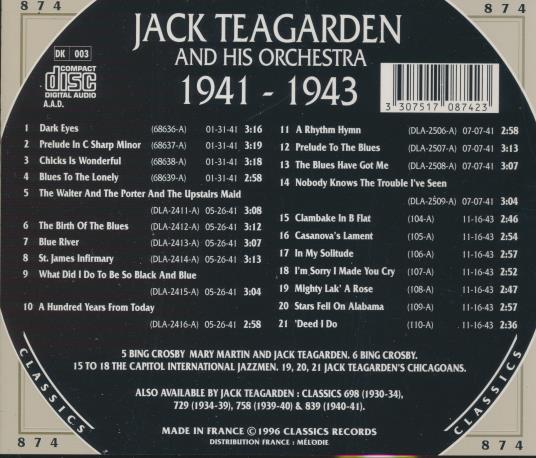 874
874
JACK TEAGARDEN
AND HIS ORCHESTRA
1941 - 1943
DK 003
COMPACT
disc
DIGITAL AUDIO
A.A.D.
3 307517 087423
1 Dark Eyes (68636-A) 01-31-41 3:16
2 Prelude In C Sharp Minor (68637-A) 01-31-41 3:19
3 Chicks Is Wonderful (68638-A) 01-31-41 3:18
4 Blues To The Lonely (68639-A) 01-31-41 2:58
5 The Waiter And The Porter And The Upstairs Maid
(DLA-2411-A) 05-26-41 3:08
6 The Birth Of The Blues (DLA-2412-A) 05-26-41 3:12
7 Blue River (DLA-2413-A) 05-26-41 3:07
8 St. James Infirmary (DLA-2414-A) 05-26-41 3:13
9 What Did I Do To Be So Black And Blue
(DLA-2415-A) 05-26-41 3:04
10 A Hundred Years From Today
(DLA-2416-A) 05-26-41 2:58
11 A Rhythm Hymn (DLA-2506-A) 07-07-41 2:58
12 Prelude To The Blues (DLA-2507-A) 07-07-41 3:13
13 The Blues Have Got Me (DLA-2508-A) 07-07-41 3:07
14 Nobody Knows The Trouble I've Seen
(DLA-2509-A) 07-07-41 3:04
15 Clambake In B Flat (104-A) 11-16-43 2:46
16 Casanova's Lament (105-A) 11-16-43 2:54
17 In My Solitude (106-A) 11-16-43 2:57
18 I'm Sorry I Made You Cry (107-A) 11-16-43 2:52
19 Mighty Lak' A Rose (108-A) 11-16-43 2:47
20 Stars Fell On Alabama (109-A) 11-16-43 2:57
21 'Deed I Do (110-A) 11-16-43 2:36
5 BING CROSBY MARY MARTIN AND JACK TEAGARDEN. 6 BING CROSBY.
15 TO 18 THE CAPITOL INTERNATIONAL JAZZMEN. 19, 20, 21 JACK TEAGARDEN'S CHICAGOANS.
ALSO AVAILABLE BY JACK TEAGARDEN : CLASSICS 698 (1930-34),
729 (1934-39), 758 (1939-40) & 839 (1940-41).
CLASSICS
CLASSICS
MADE IN FRANCE ©1996 CLASSICS RECORDS
DISTRIBUTION FRANCE : MÉLODIE
874
874